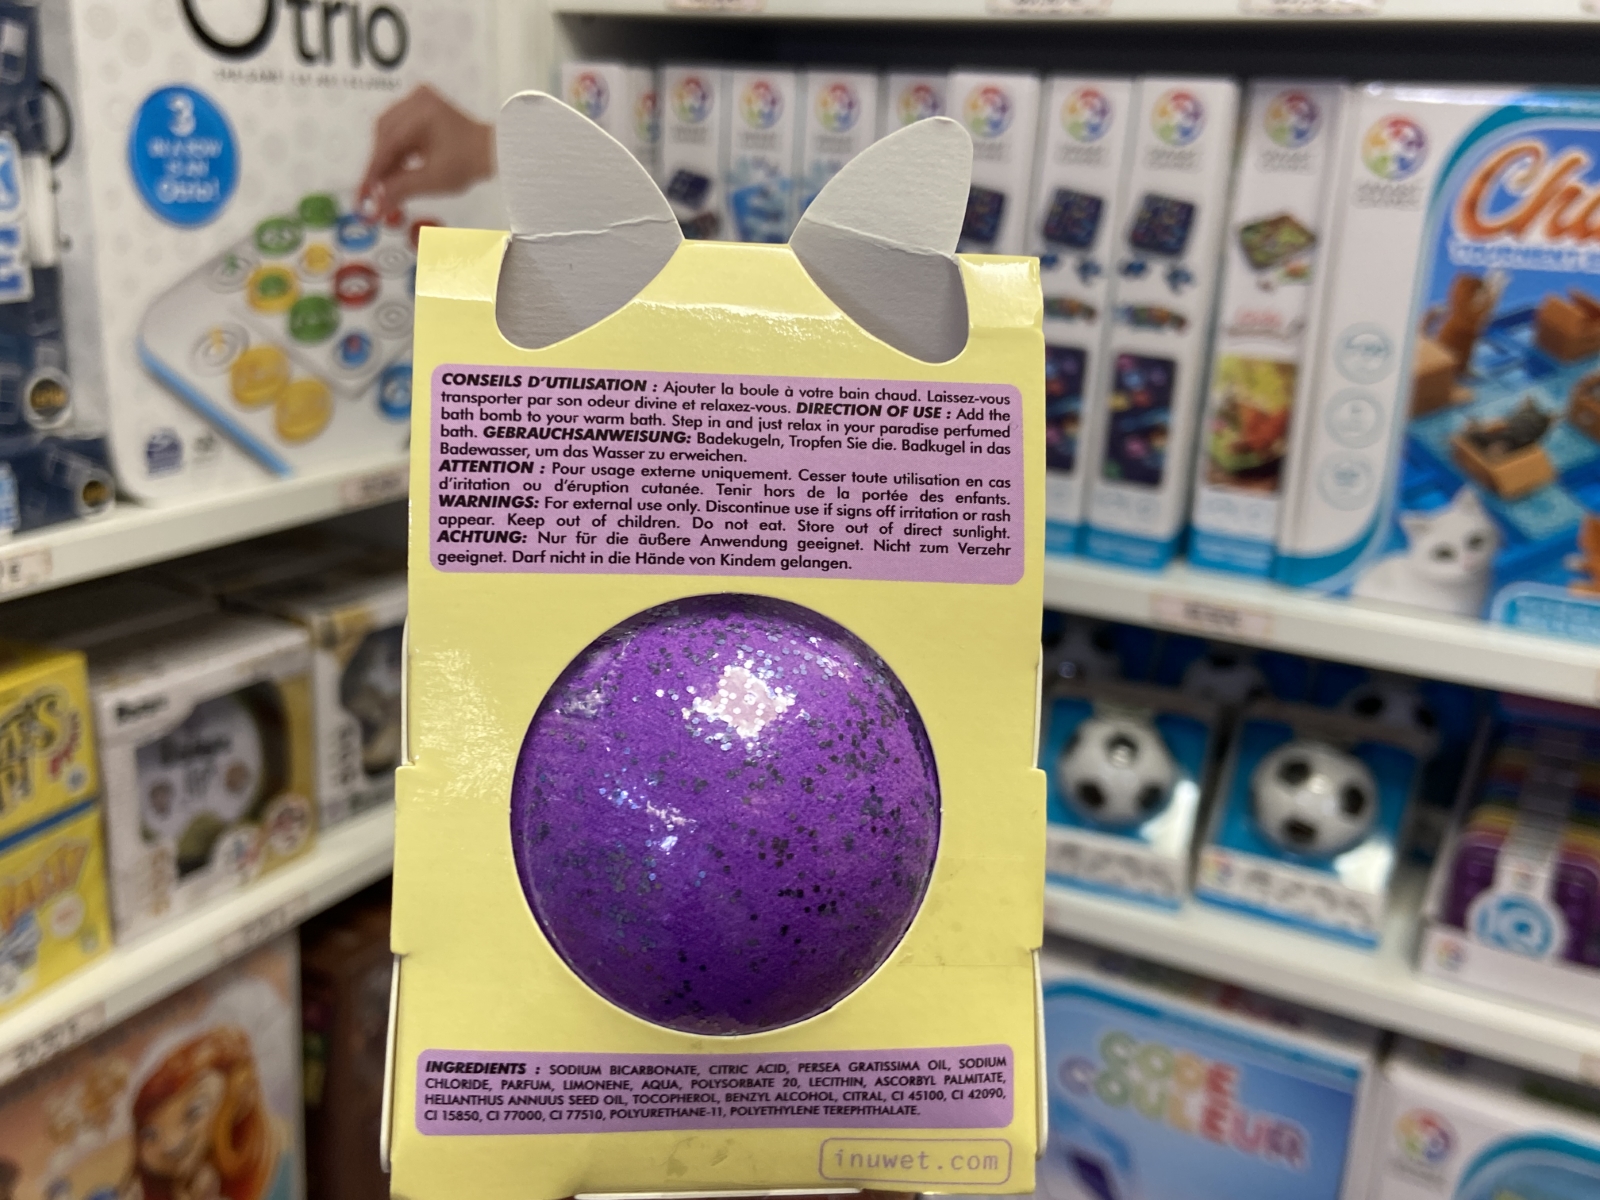 Otrio
3
IN A ROW
IS AN
Otrio!
CONSEILS D'UTILISATION : Ajouter la boule à votre bain chaud. Laissez-vous
transporter par son odeur divine et relaxez-vous. DIRECTION OF USE : Add the
bath bomb to your warm bath. Step in and just relax in your paradise perfumed
bath. GEBRAUCHSANWEISUNG: Badekugeln, Tropfen Sie die. Badkugel in das
Badewasser, um das Wasser zu erweichen.
ATTENTION : Pour usage externe uniquement. Cesser toute utilisation en cas
d'irritation ou d'éruption cutanée. Tenir hors de la portée des enfants.
WARNINGS: For external use only. Discontinue use if signs off irritation or rash
appear. Keep out of children. Do not eat. Store out of direct sunlight.
ACHTUNG: Nur für die äußere Anwendung geeignet. Nicht zum Verzehr
geeignet. Darf nicht in die Hände von Kindem gelangen.
INGREDIENTS : SODIUM BICARBONATE, CITRIC ACID, PERSEA GRATISSIMA OIL, SODIUM
CHLORIDE, PARFUM, LIMONENE, AQUA, POLYSORBATE 20, LECITHIN, ASCORBYL PALMITATE,
HELIANTHUS ANNUUS SEED OIL, TOCOPHEROL, BENZYL ALCOHOL, CITRAL, CI 45100, CI 42090,
CI 15850, CI 77000, CI 77510, POLYURETHANE-11, POLYETHYLENE TEREPHTHALATE.
inuwet.com
IQ
CODE
COULEUR